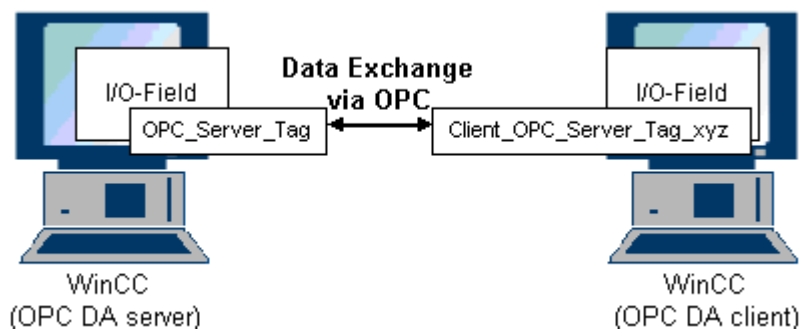 I/O-Field
Data Exchange
via OPC
I/O-Field
OPC_Server_Tag
Client_OPC_Server_Tag_xyz
WinCC
(OPC DA server)
WinCC
(OPC DA client)